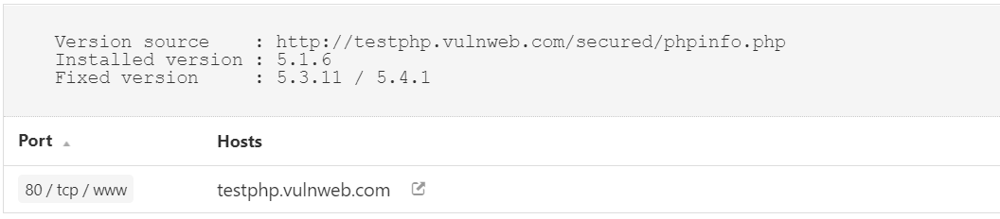 Version source    : http://testphp.vulnweb.com/secured/phpinfo.php
Installed version : 5.1.6
Fixed version     : 5.3.11 / 5.4.1
Port Hosts
80 / tcp / www testphp.vulnweb.com